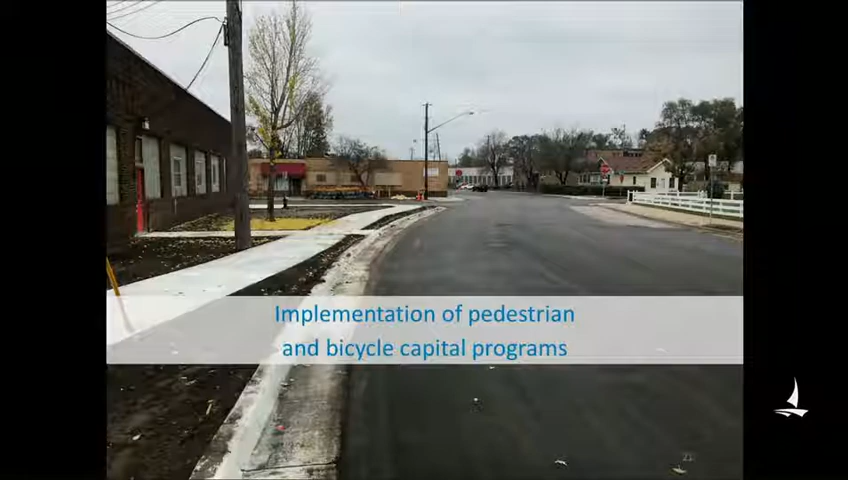 Implementation of pedestrian
and bicycle capital programs